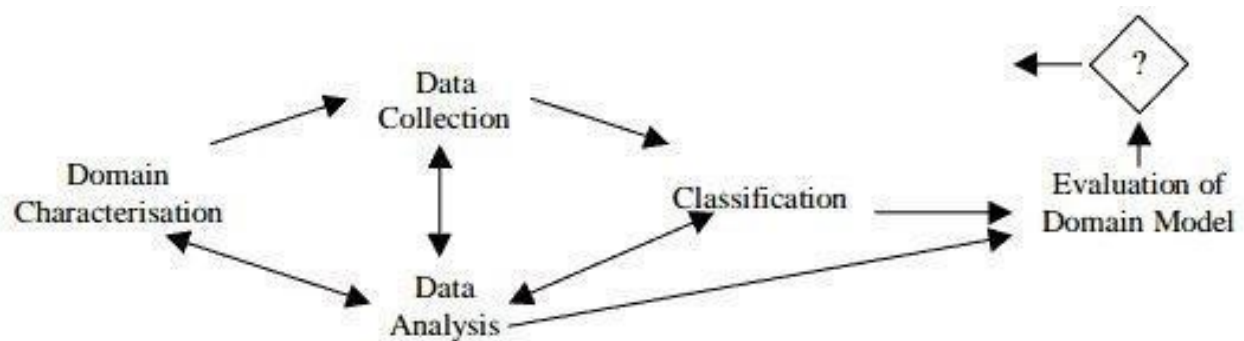 ?
Data
Collection
Domain
Characterisation
Classification
Evaluation of
Domain Model
Data
Analysis